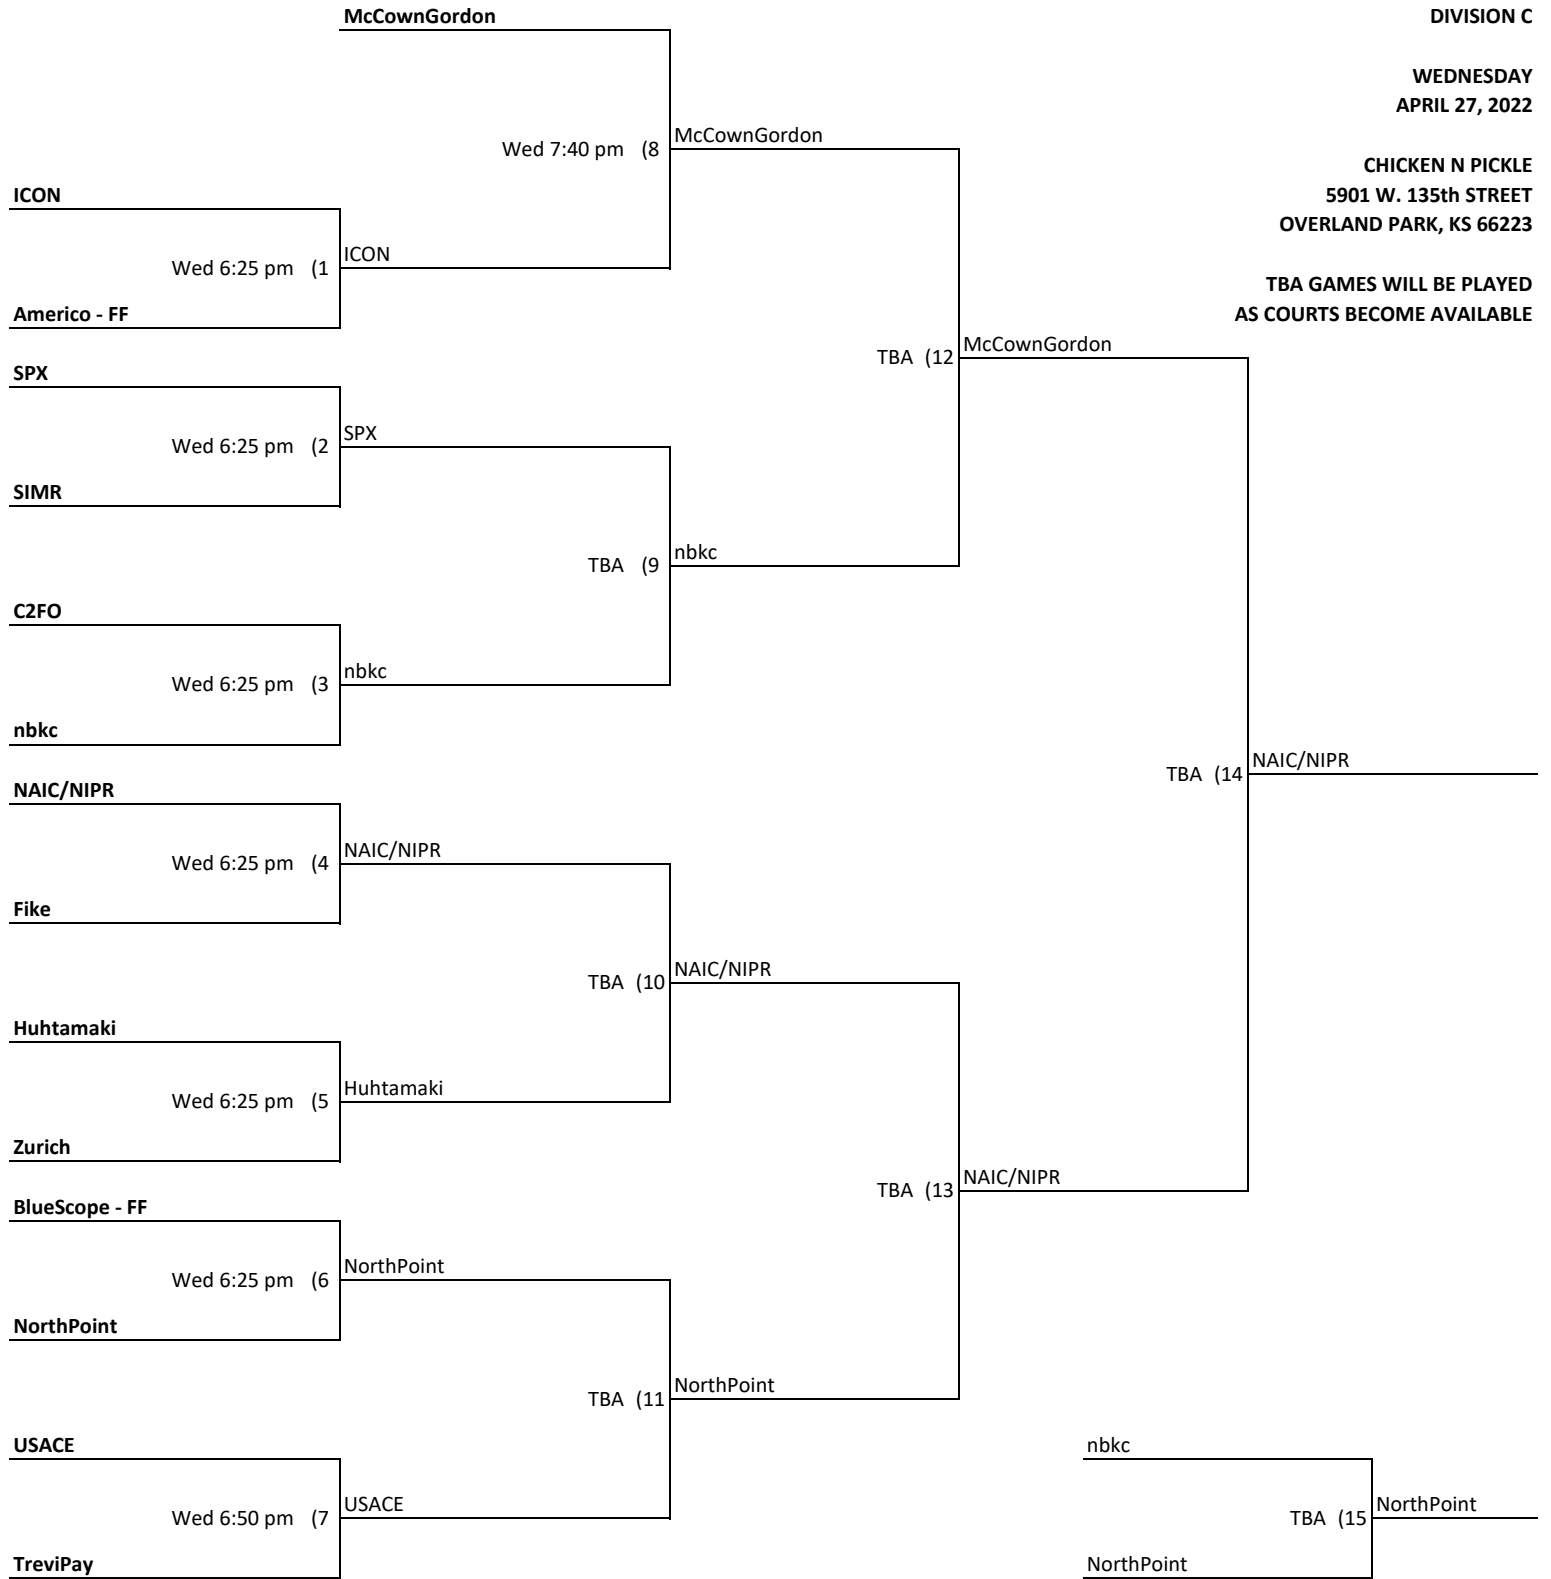 McCownGordon
DIVISION C
WEDNESDAY
APRIL 27, 2022
McCownGordon
Wed 7:40 pm (8
CHICKEN N PICKLE
ICON
5901 W. 135th STREET
OVERLAND PARK, KS 66223
ICON
Wed 6:25 pm (1
TBA GAMES WILL BE PLAYED
Americo - FF
AS COURTS BECOME AVAILABLE
McCownGordon
TBA (12
SPX
SPX
Wed 6:25 pm (2
SIMR
nbkc
TBA (9
C2FO
nbkc
Wed 6:25 pm (3
nbkc
NAIC/NIPR
TBA (14
NAIC/NIPR
NAIC/NIPR
Wed 6:25 pm (4
Fike
NAIC/NIPR
TBA (10
Huhtamaki
Huhtamaki
Wed 6:25 pm (5
Zurich
NAIC/NIPR
TBA (13
BlueScope - FF
NorthPoint
Wed 6:25 pm (6
NorthPoint
NorthPoint
TBA (11
USACE
nbkc
USACE
Wed 6:50 pm (7
NorthPoint
TBA (15
TreviPay
NorthPoint